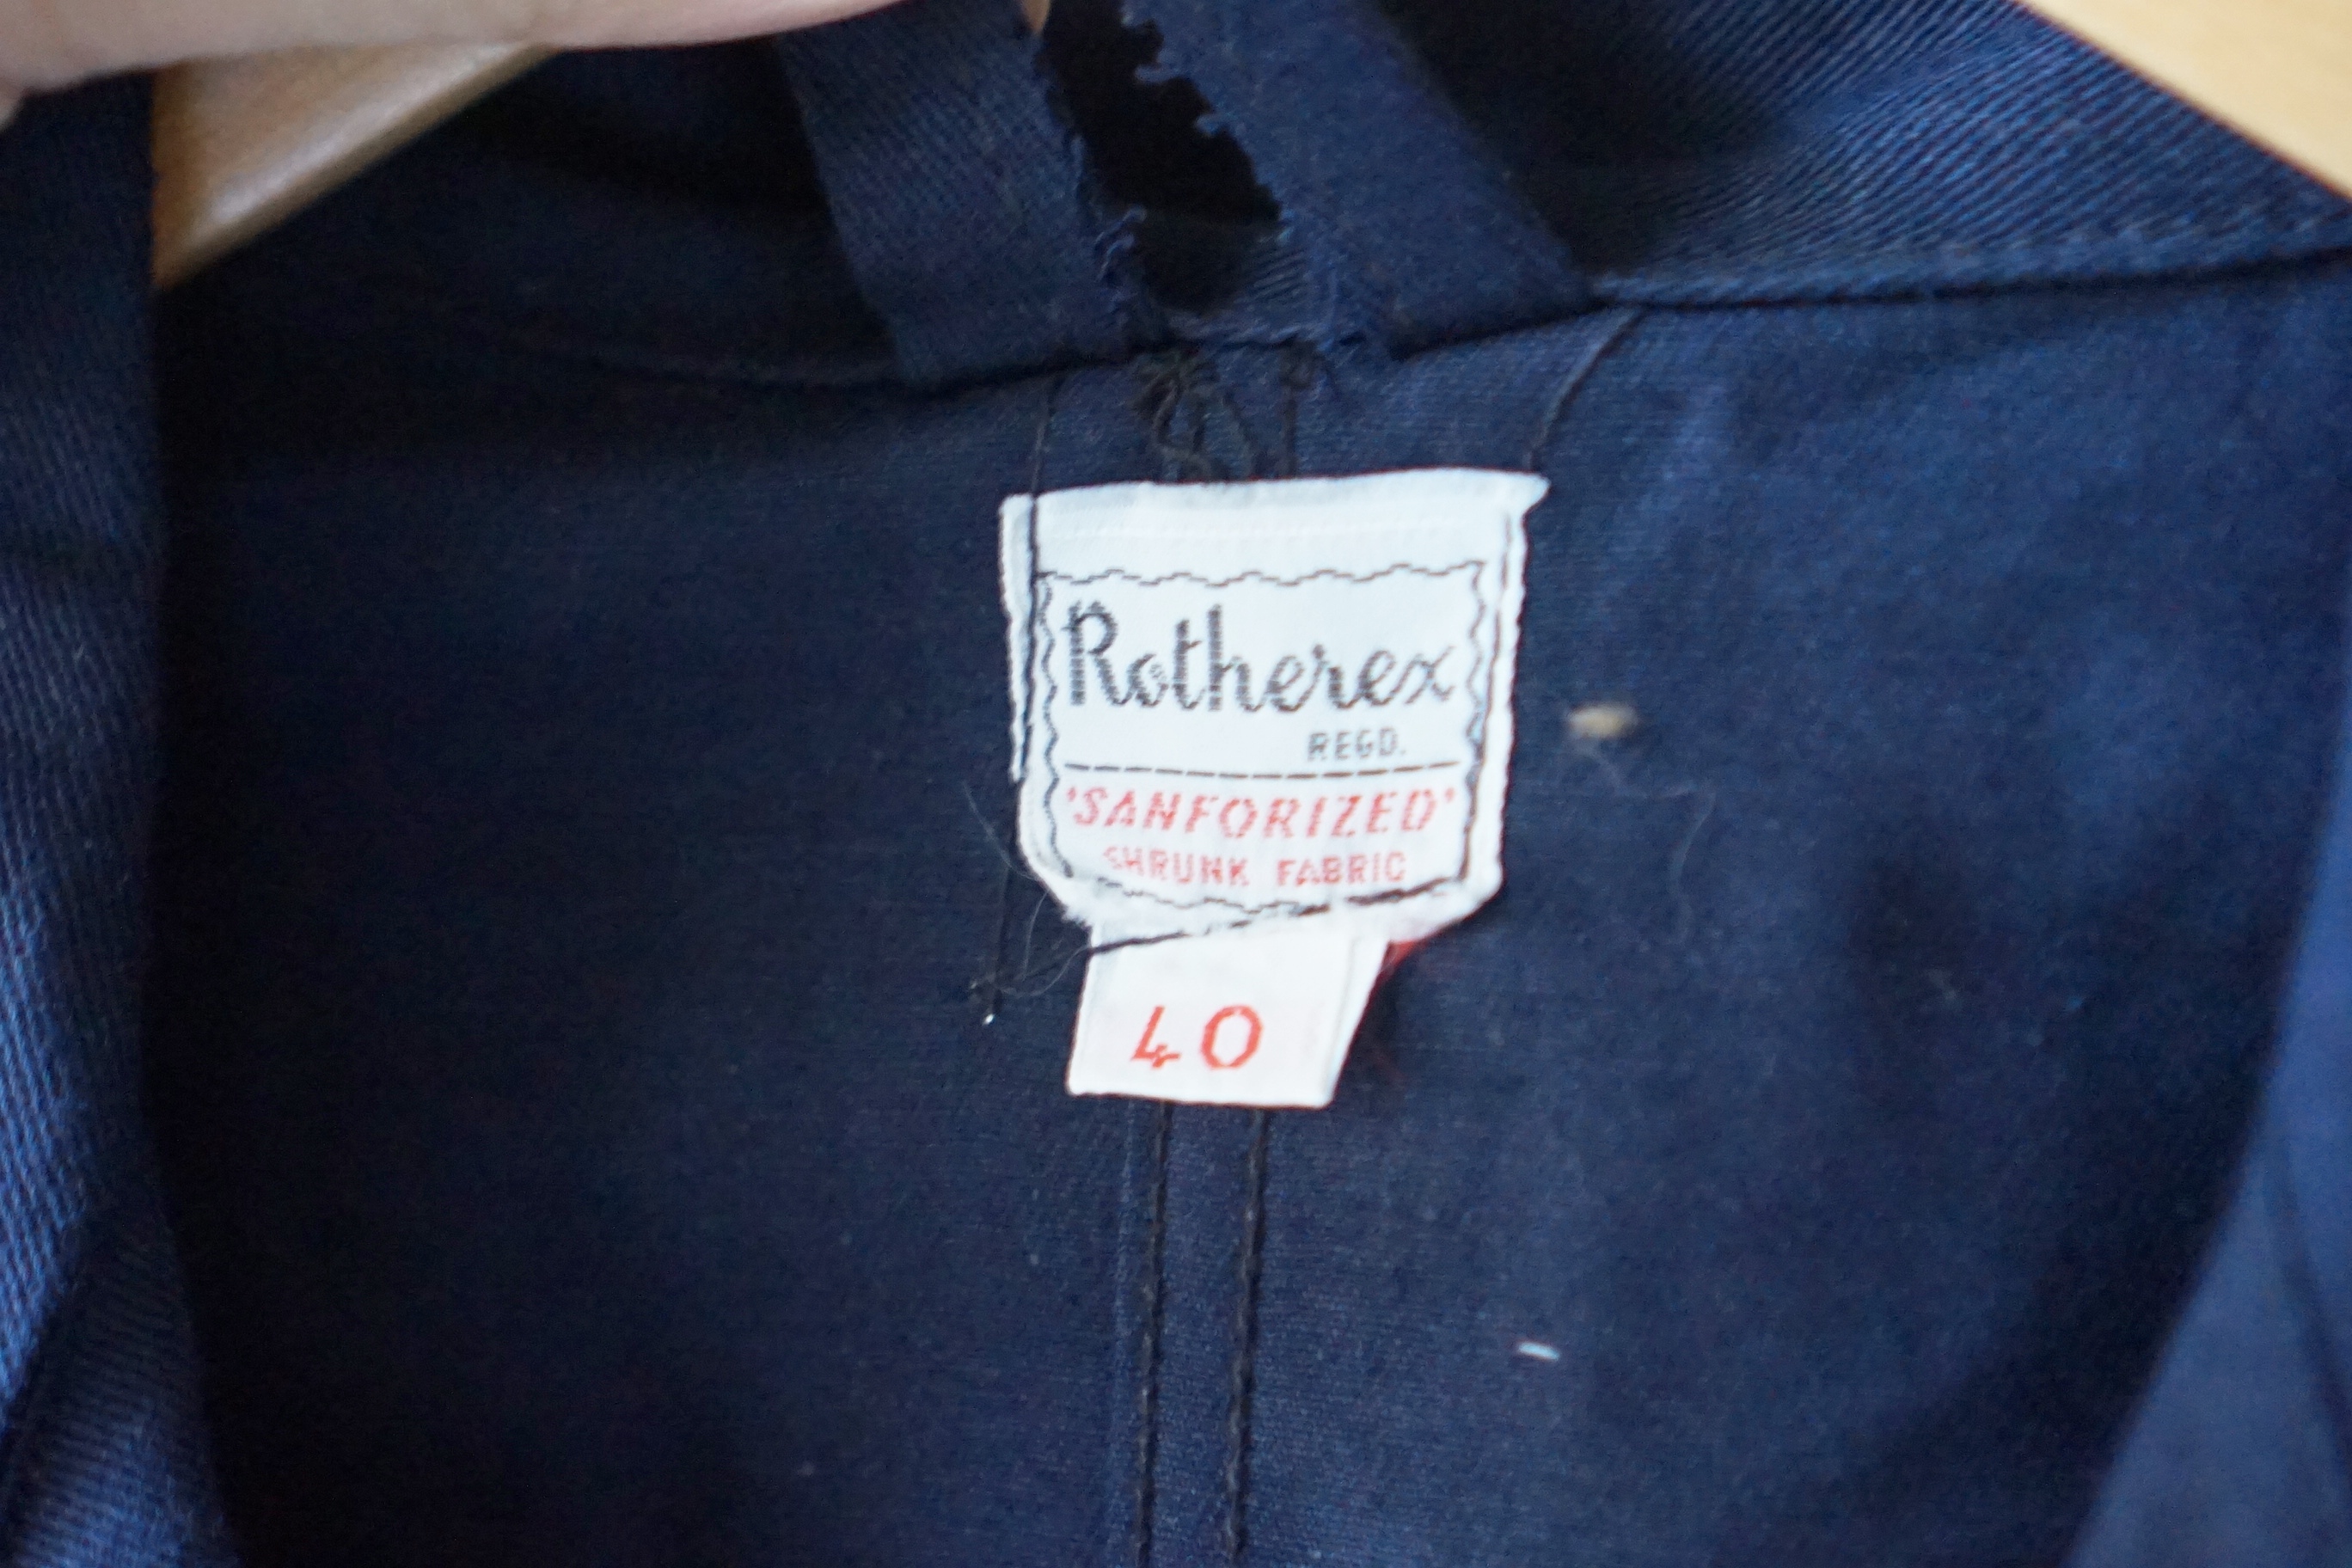 Rotherex
REGD.
'SANFORIZED'
SHRUNK FABRIC
40